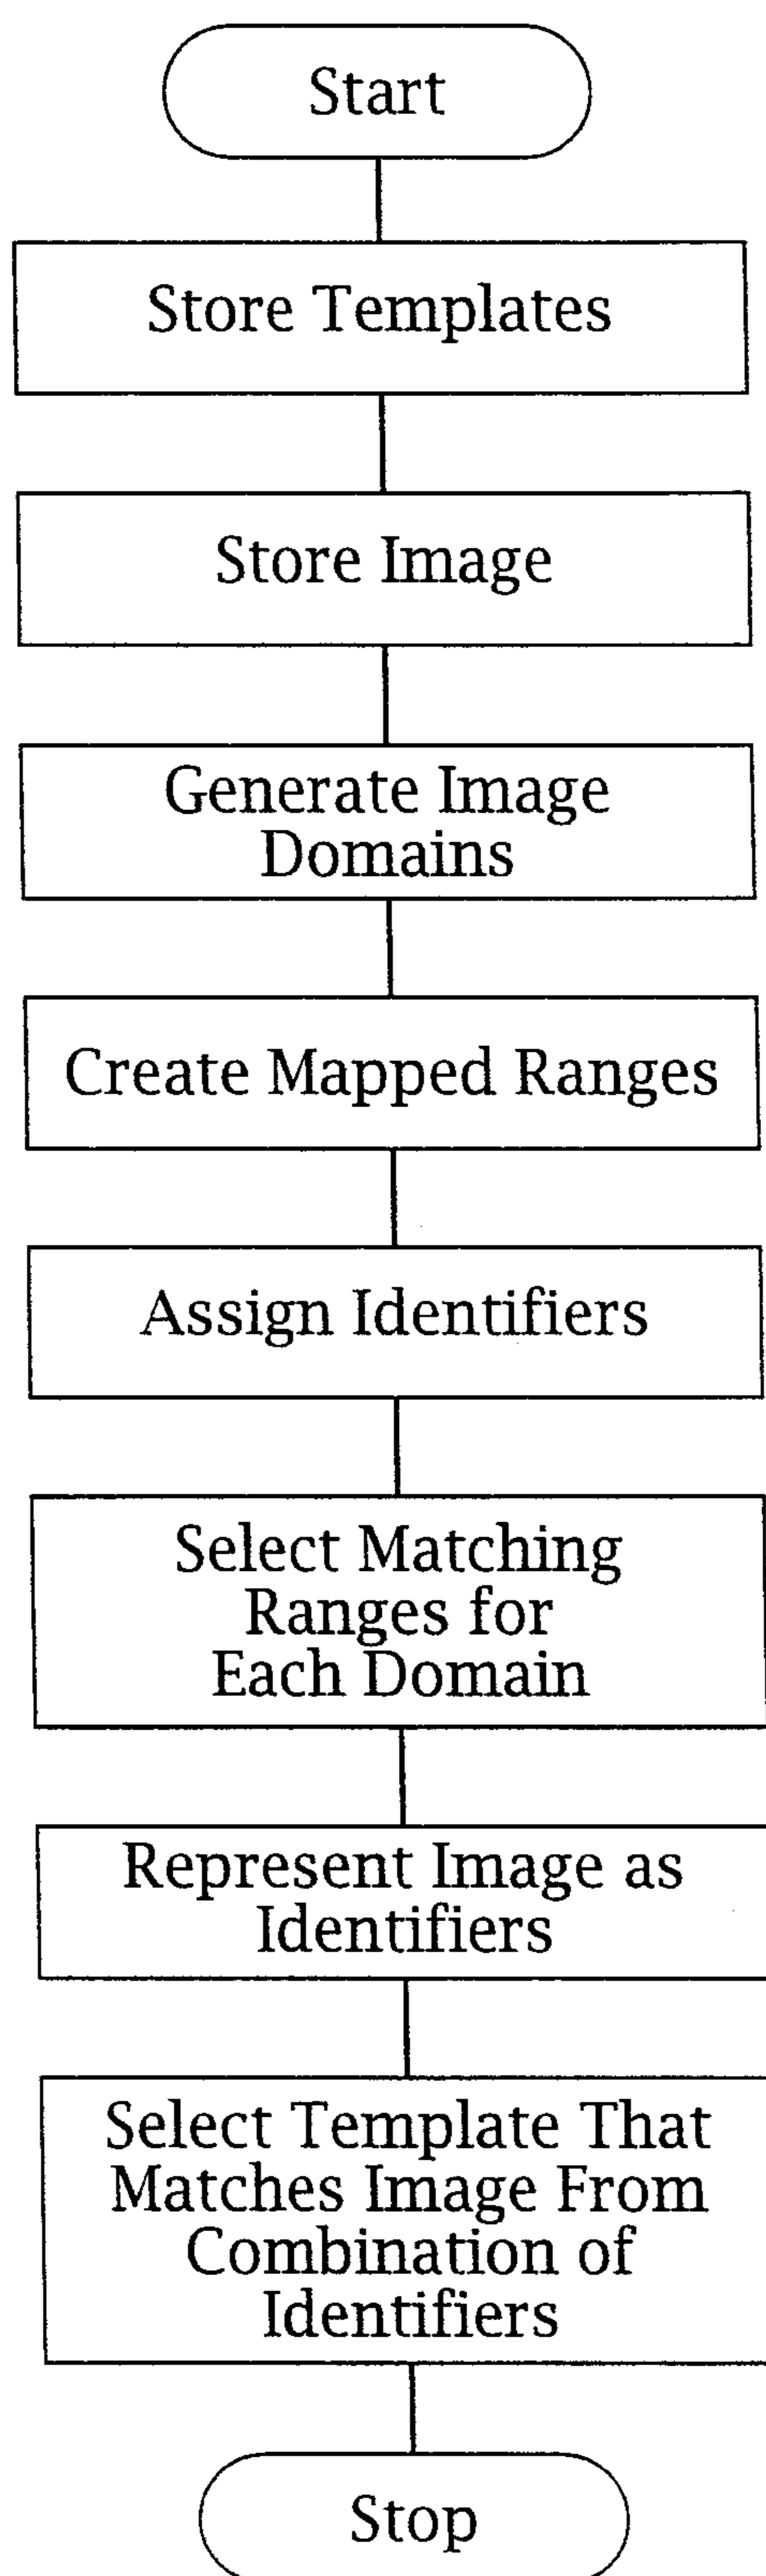 Start
Store Templates
Store Image
Generate Image
Domains
Create Mapped Ranges
Assign Identifiers
Select Matching
Ranges for
Each Domain
Represent Image as
Identifiers
Select Template That
Matches Image From
Combination of
Identifiers
Stop